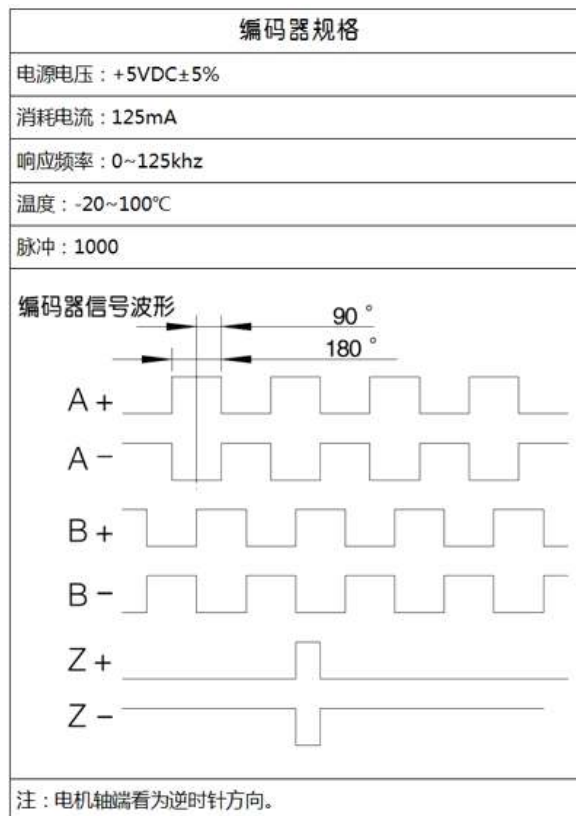 编码器规格
电源电压：+5VDC±5%
消耗电流：125mA
响应频率：0~125khz
温度：-20~100℃
脉冲：1000
编码器信号波形
90°
180°
A+
A-
B+
B-
Z+
Z-
注：电机轴端看为逆时针方向。